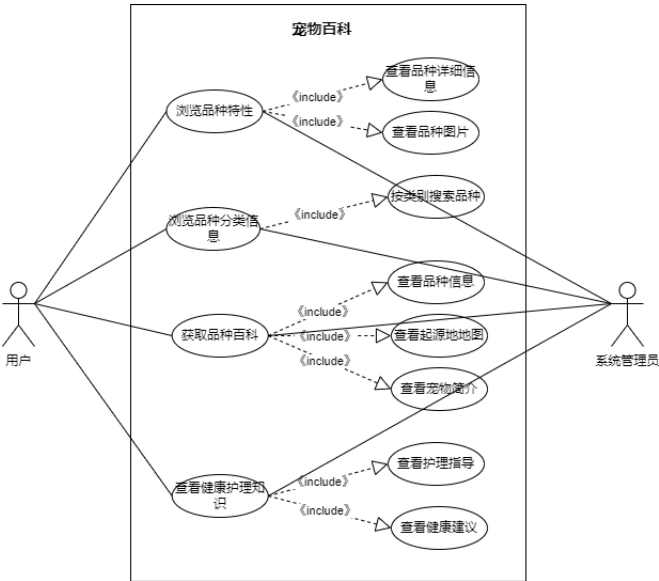 宠物百科
查看品种详细信
息
《include》
浏览品种特性
《include》
查看品种图片
按类别搜索品种
《include》
浏览品种分类信
息
查看品种信息
《include》
获取品种百科
《include》
查看起源地地图
《include》
查看宠物简介
用户
系统管理员
查看护理指导
《include》
查看健康护理知
识
《include》
查看健康建议